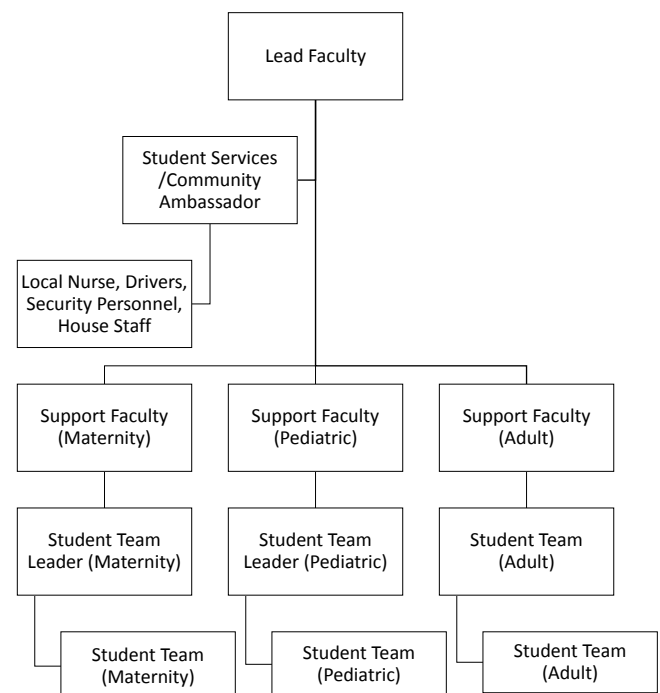 Lead Faculty
Student Services
/Community
Ambassador
Local Nurse, Drivers,
Security Personnel,
House Staff
Support Faculty
(Maternity)
Support Faculty
(Pediatric)
Support Faculty
(Adult)
Student Team
Leader (Maternity)
Student Team
Leader (Pediatric)
Student Team
(Adult)
Student Team
(Maternity)
Student Team
(Pediatric)
Student Team
(Adult)